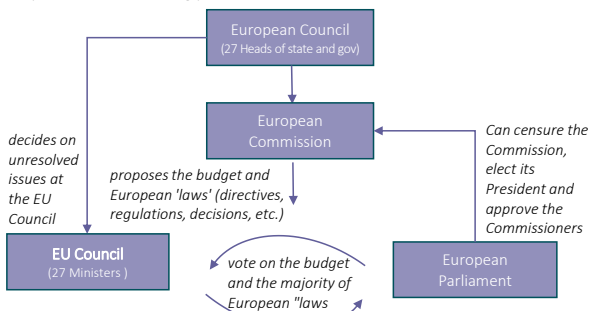 European Council
(27 Heads of state and gov)
European
Commission
decides on
unresolved
issues at
the EU
Council
proposes the budget and
European 'laws' (directives,
regulations, decisions, etc.)
Can censure the
Commission,
elect its
President and
approve the
Commissioners
EU Council
(27 Ministers )
vote on the budget
and the majority of
European "laws
European
Parliament